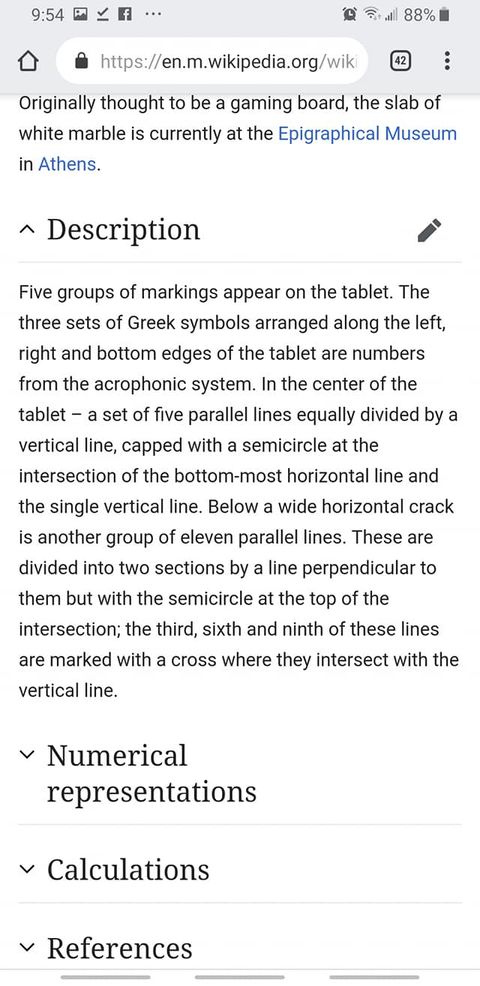 9:54
88%
https://en.m.wikipedia.org/wiki
42
Originally thought to be a gaming board, the slab of
white marble is currently at the Epigraphical Museum
in Athens.
Description
Five groups of markings appear on the tablet. The
three sets of Greek symbols arranged along the left,
right and bottom edges of the tablet are numbers
from the acrophonic system. In the center of the
tablet – a set of five parallel lines equally divided by a
vertical line, capped with a semicircle at the
intersection of the bottom-most horizontal line and
the single vertical line. Below a wide horizontal crack
is another group of eleven parallel lines. These are
divided into two sections by a line perpendicular to
them but with the semicircle at the top of the
intersection; the third, sixth and ninth of these lines
are marked with a cross where they intersect with the
vertical line.
Numerical
representations
Calculations
References